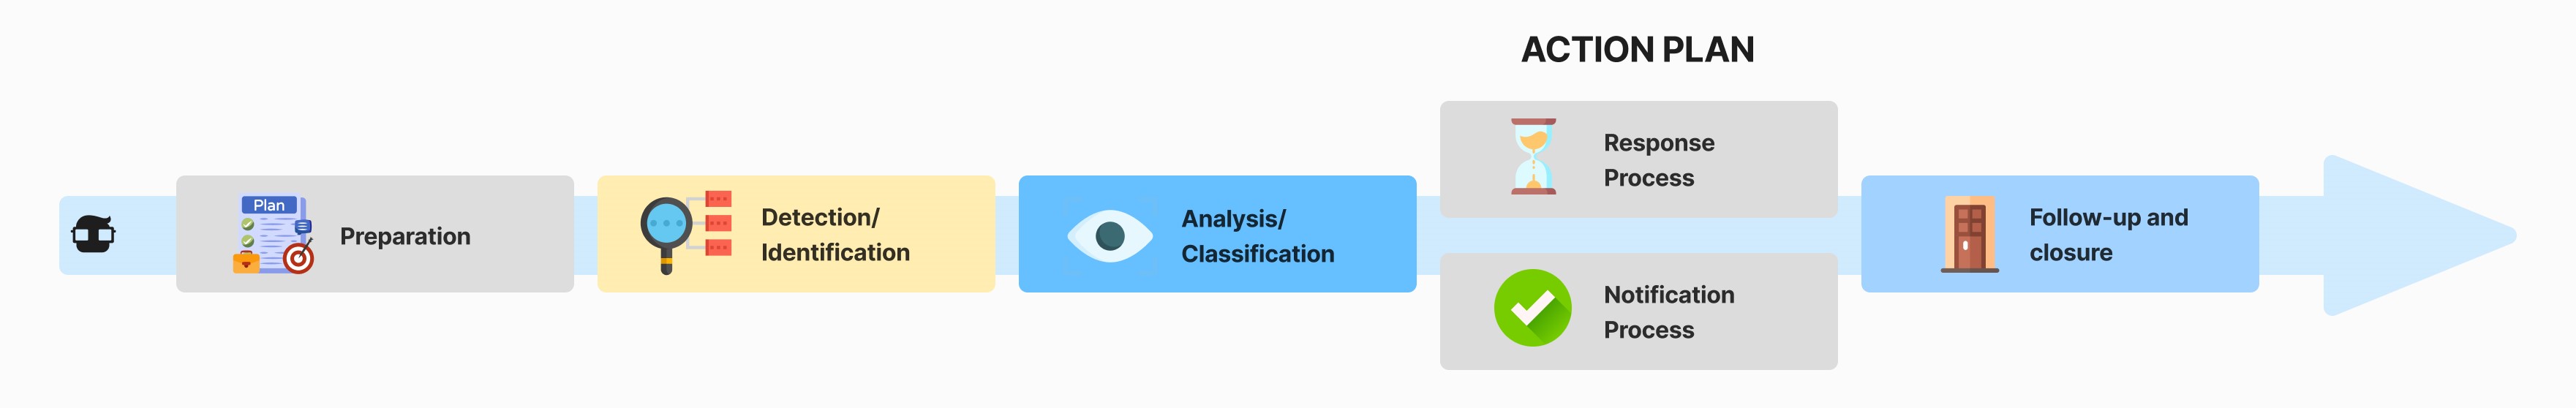 ACTION PLAN
Plan
Preparation
Detection/
Identification
Analysis/
Classification
Response
Process
Notification
Process
Follow-up and
closure